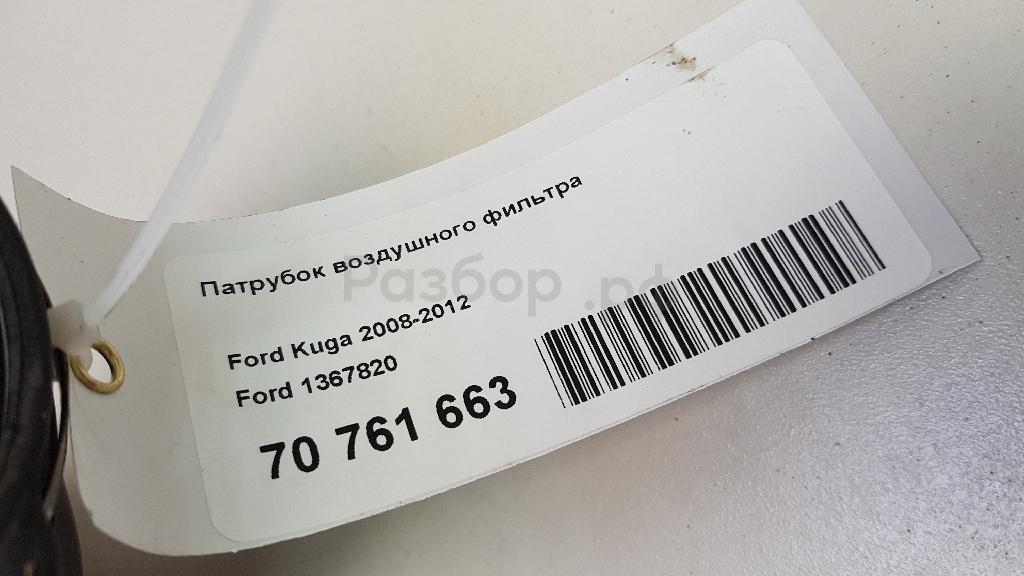 Патрубок воздушного фильтра
Разбор.рф
Ford Kuga 2008-2012
Ford 1367820
70 761 663